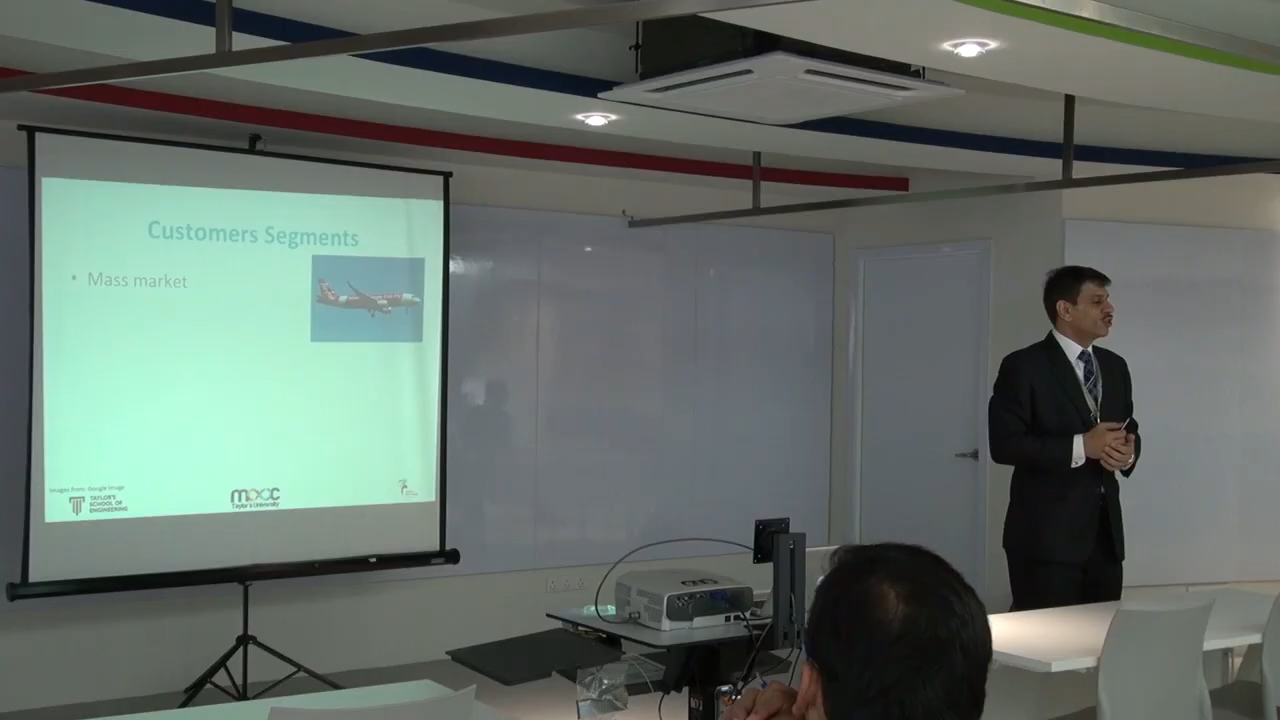 Customers Segments
• Mass market
Images from: Google Image
TAYLOR'S
SCHOOL OF
ENGINEERING
mooc
Taylor's University